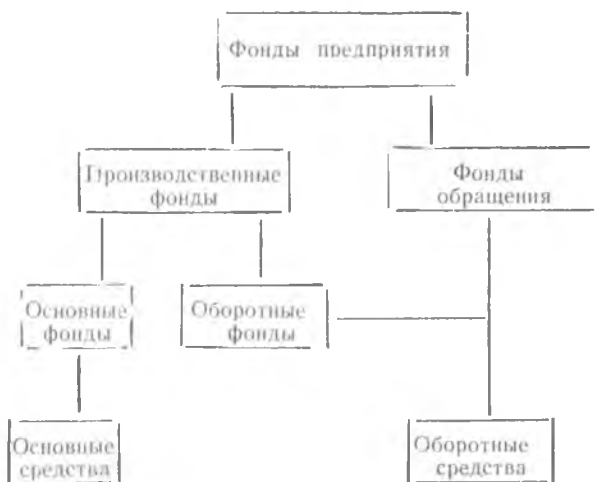 Фонды предприятия
Производственные
фонды
Фонды
обращения
Основные
фонды
Оборотные
фонды
Основные
средства
Оборотные
средства